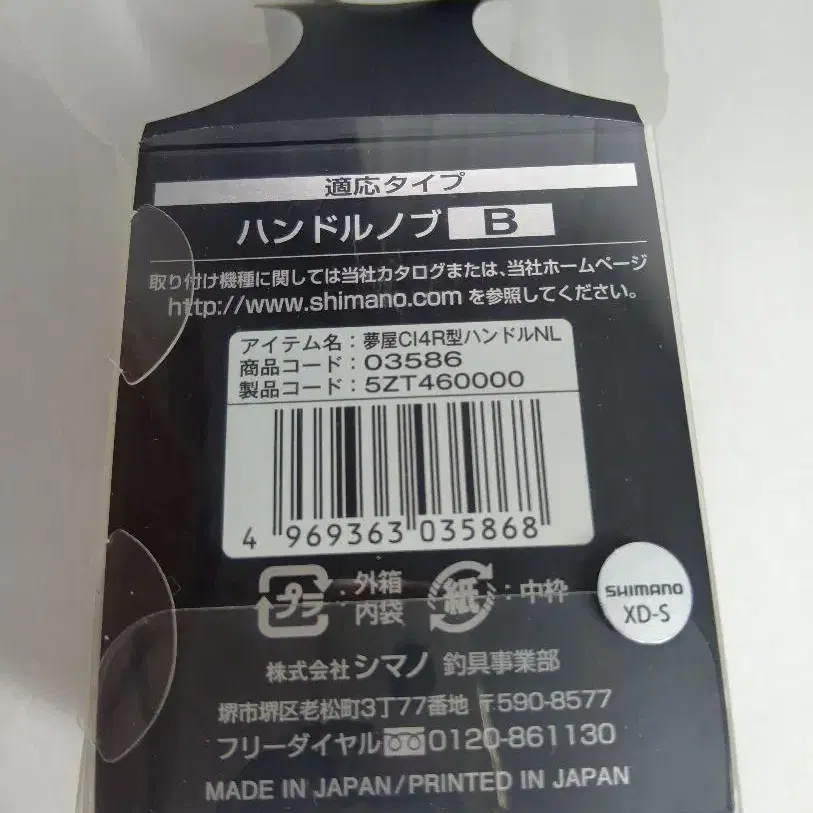 適応タイプ
ハンドルノブ B
取り付け機種に関しては当社カタログまたは、当社ホームページ
http://www.shimano.com を参照してください。
アイテム名：夢屋CI4R型ハンドルNL
商品コード：03586
製品コード：5ZT460000
4 969363 035868
プラ：外箱 内袋
紙：中枠
SHIMANO
XD-S
株式会社シマノ 釣具事業部
堺市堺区老松町3丁77番地 〒590-8577
フリーダイヤル 0120-861130
MADE IN JAPAN/PRINTED IN JAPAN